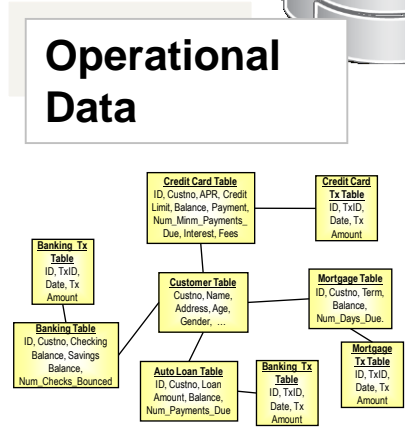 Operational
Data
Credit Card Table
ID, Custno, APR, Credit
Limit, Balance, Payment,
Num_Minm_Payments_
Due, Interest, Fees
Credit Card
Tx Table
ID, TxID,
Date, Tx
Amount
Banking Tx
Table
ID, TxID,
Date, Tx
Amount
Customer Table
Custno, Name,
Address, Age,
Gender, ...
Mortgage Table
ID, Custno, Term,
Balance,
Num_Days_Due.
Banking Table
ID, Custno, Checking
Balance, Savings
Balance,
Num_Checks_Bounced
Mortgage
Tx Table
ID, TxID,
Date, Tx
Amount
Auto Loan Table
ID, Custno, Loan
Amount, Balance,
Num_Payments_Due
Banking Tx
Table
ID, TxID,
Date, Tx
Amount